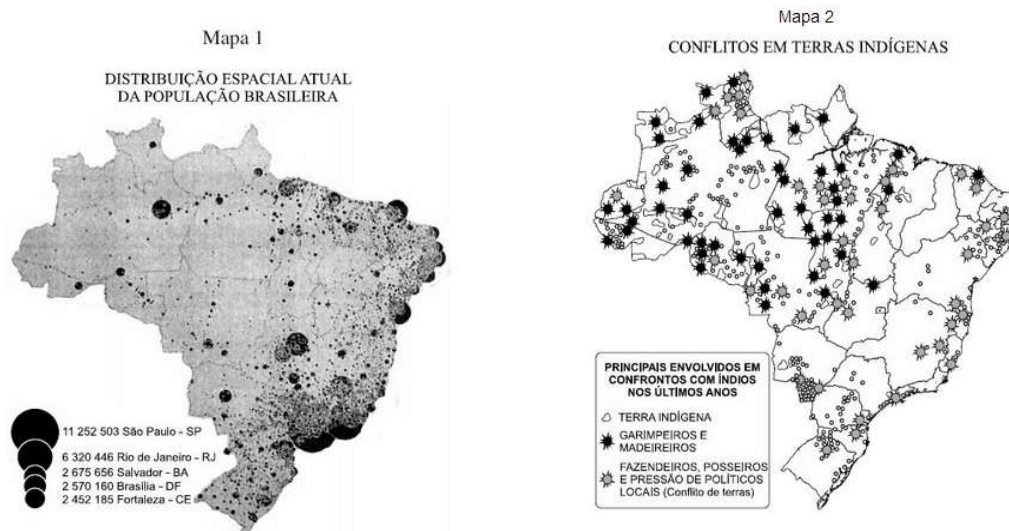 Mapa 1
DISTRIBUIÇÃO ESPACIAL ATUAL
DA POPULAÇÃO BRASILEIRA
11 252 503 São Paulo - SP
6 320 446 Rio de Janeiro - RJ
2 675 656 Salvador - BA
2 570 160 Brasília - DF
2 452 185 Fortaleza - CE
Mapa 2
CONFLITOS EM TERRAS INDÍGENAS
PRINCIPAIS ENVOLVIDOS EM
CONFRONTOS COM ÍNDIOS
NOS ÚLTIMOS ANOS
TERRA INDÍGENA
GARIMPEIROS E
MADEIREIROS
FAZENDEIROS, POSSEIROS
E PRESSÃO DE POLÍTICOS
LOCAIS (Conflito de terras)